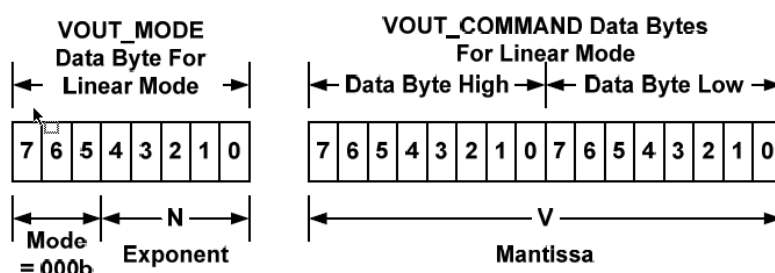 VOUT_MODE
Data Byte For
Linear Mode
7 6 5 4 3 2 1 0
N
Mode
= 000b
Exponent
VOUT_COMMAND Data Bytes
For Linear Mode
Data Byte High Data Byte Low
7 6 5 4 3 2 1 0 7 6 5 4 3 2 1 0
V
Mantissa